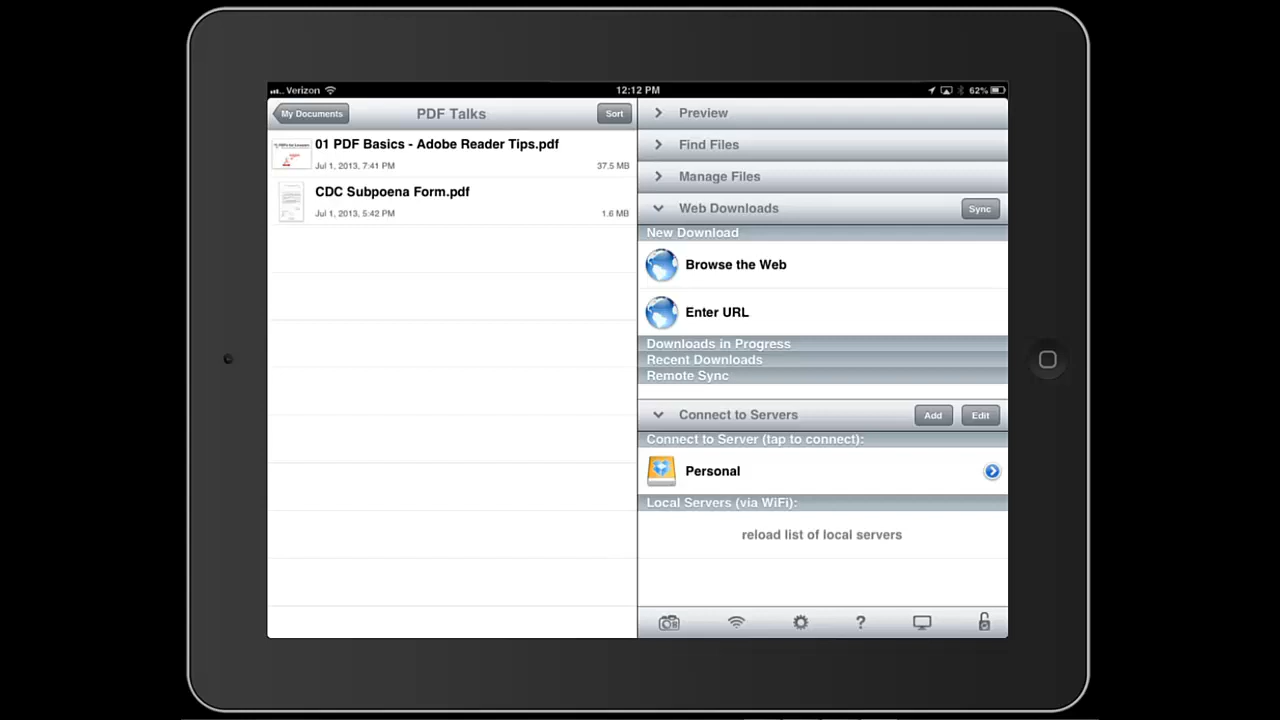 Verizon 12:12 PM 62%
My Documents PDF Talks Sort
01 PDF Basics - Adobe Reader Tips.pdf
Jul 1, 2013, 7:41 PM 37.5 MB
CDC Subpoena Form.pdf
Jul 1, 2013, 5:42 PM 1.6 MB
Preview
Find Files
Manage Files
Web Downloads Sync
New Download
Browse the Web
Enter URL
Downloads in Progress
Recent Downloads
Remote Sync
Connect to Servers Add Edit
Connect to Server (tap to connect):
Personal
Local Servers (via WiFi):
reload list of local servers
?